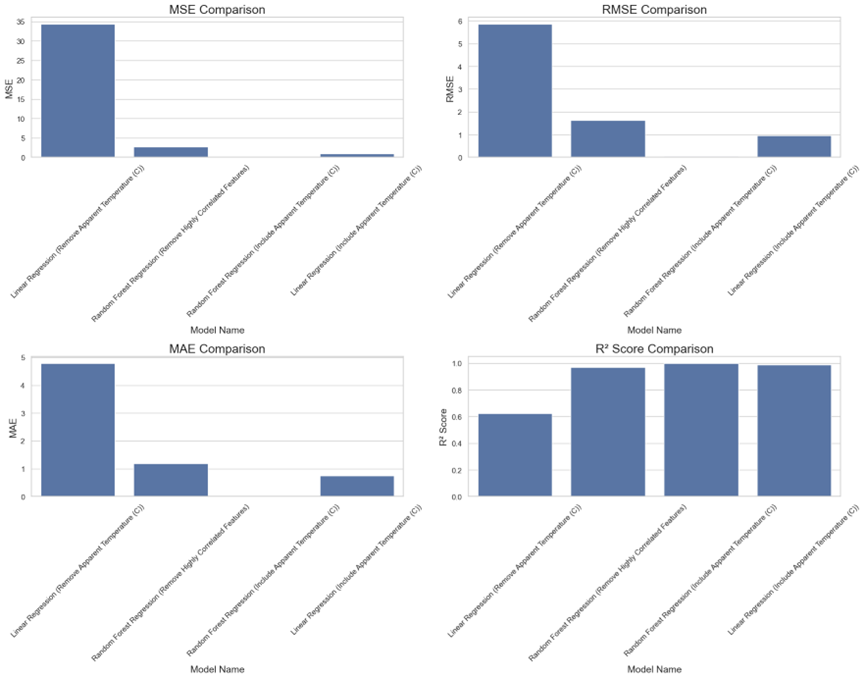 MSE Comparison
MSE
35
30
25
20
15
10
5
0
Linear Regression (Remove Apparent Temperature (C))
Random Forest Regression (Remove Highly Correlated Features)
Random Forest Regression (Include Apparent Temperature (C))
Linear Regression (Include Apparent Temperature (C))
Model Name
RMSE Comparison
RMSE
6
5
4
3
2
1
0
Linear Regression (Remove Apparent Temperature (C))
Random Forest Regression (Remove Highly Correlated Features)
Random Forest Regression (Include Apparent Temperature (C))
Linear Regression (Include Apparent Temperature (C))
Model Name
MAE Comparison
MAE
5
4
3
2
1
0
Linear Regression (Remove Apparent Temperature (C))
Random Forest Regression (Remove Highly Correlated Features)
Random Forest Regression (Include Apparent Temperature (C))
Linear Regression (Include Apparent Temperature (C))
Model Name
R² Score Comparison
R² Score
1.0
0.8
0.6
0.4
0.2
0.0
Linear Regression (Remove Apparent Temperature (C))
Random Forest Regression (Remove Highly Correlated Features)
Random Forest Regression (Include Apparent Temperature (C))
Linear Regression (Include Apparent Temperature (C))
Model Name